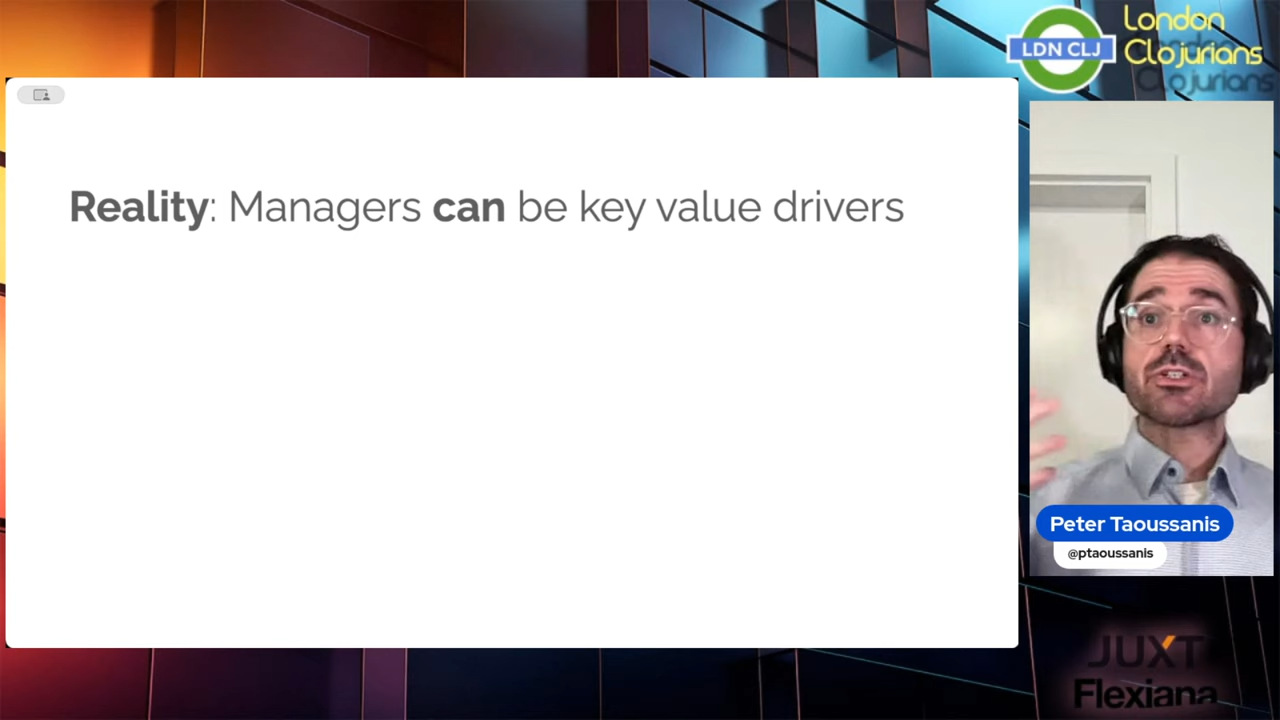 London
LDN CLJ
Clojurians
Clojurians
Reality: Managers can be key value drivers
Peter Taoussanis
@ptaoussanis
JUXT
Flexiana